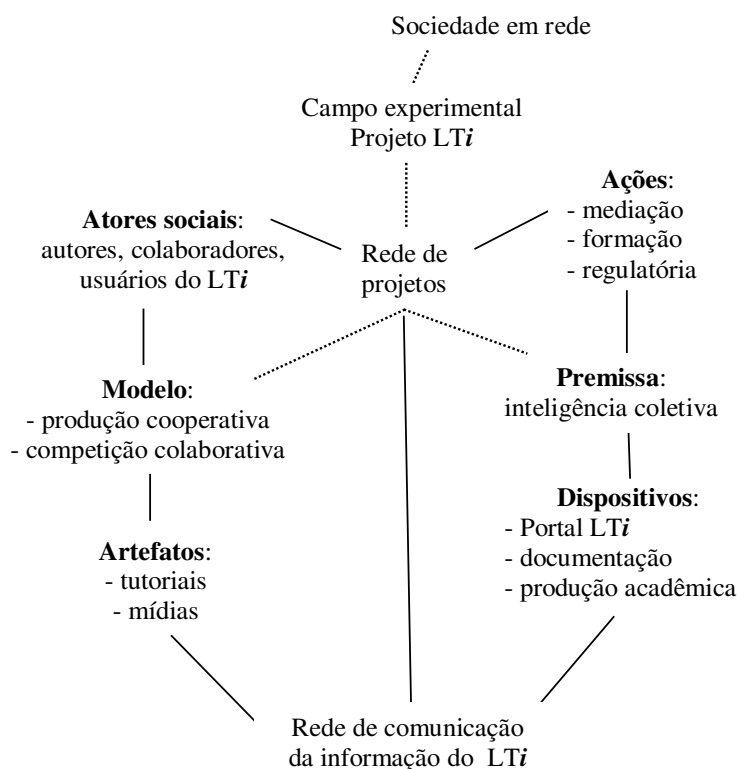 Sociedade em rede
Campo experimental
Projeto LTi
Ações:
- mediação
- formação
- regulatória
Atores sociais:
autores, colaboradores,
usuários do LTi
Rede de
projetos
Modelo:
- produção cooperativa
- competição colaborativa
Premissa:
inteligência coletiva
Artefatos:
- tutoriais
- mídias
Dispositivos:
- Portal LTi
- documentação
- produção acadêmica
Rede de comunicação
da informação do LTi